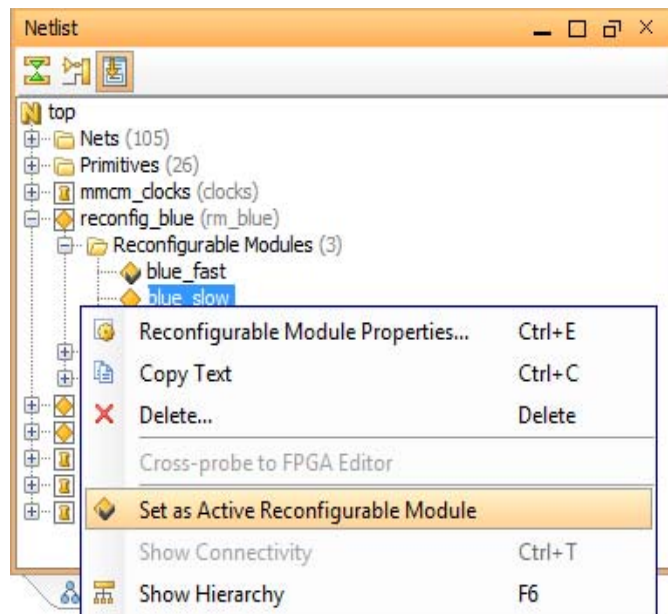 Netlist
top
Nets (105)
Primitives (26)
mmcm_clocks (clocks)
reconfig_blue (rm_blue)
Reconfigurable Modules (3)
blue_fast
blue_slow
Reconfigurable Module Properties... Ctrl+E
Copy Text Ctrl+C
Delete... Delete
Cross-probe to FPGA Editor
Set as Active Reconfigurable Module
Show Connectivity Ctrl+T
Show Hierarchy F6